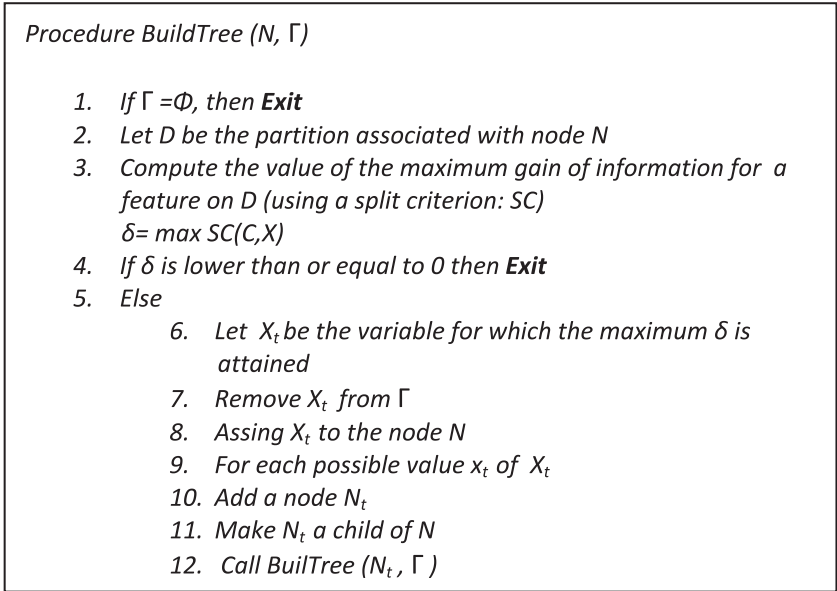 Procedure BuildTree (N, Γ)
1. If Γ =Φ, then Exit
2. Let D be the partition associated with node N
3. Compute the value of the maximum gain of information for a
feature on D (using a split criterion: SC)
δ= max SC(C,X)
4. If δ is lower than or equal to 0 then Exit
5. Else
6. Let Xₜ be the variable for which the maximum δ is
attained
7. Remove Xₜ from Γ
8. Assing Xₜ to the node N
9. For each possible value xₜ of Xₜ
10. Add a node Nₜ
11. Make Nₜ a child of N
12. Call BuilTree (Nₜ , Γ )